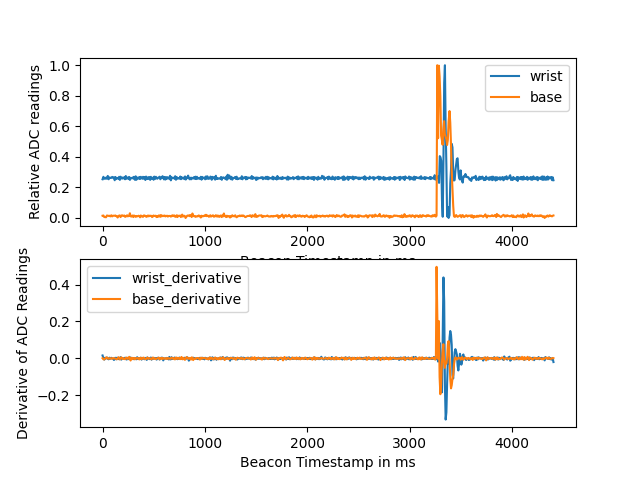 Relative ADC readings
1.0
0.8
0.6
0.4
0.2
0.0
wrist
base
0 1000 2000 3000 4000
Beacon Timestamp in ms
Derivative of ADC Readings
0.4
0.2
0.0
−0.2
wrist_derivative
base_derivative
0 1000 2000 3000 4000
Beacon Timestamp in ms